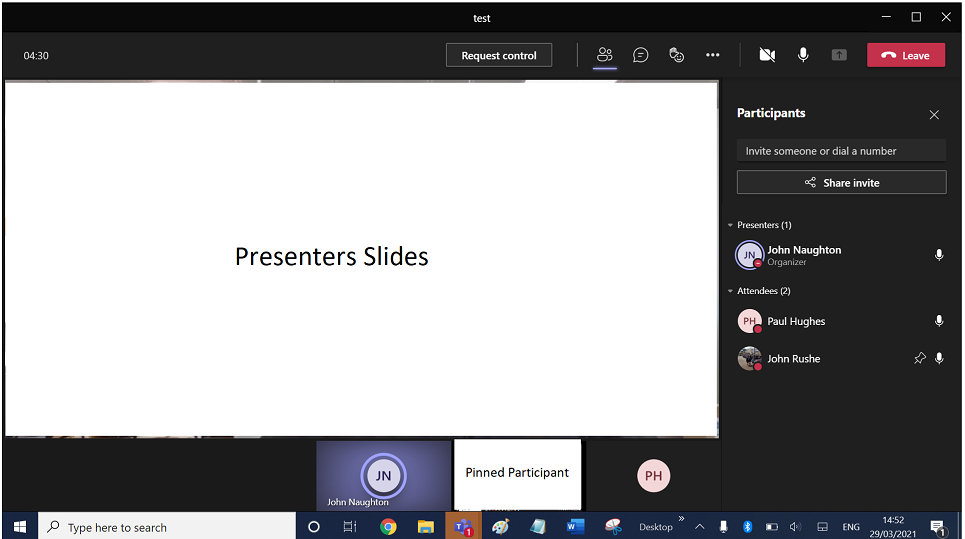 test
04:30
Request control
Leave
Participants
Invite someone or dial a number
Share invite
Presenters (1)
JN
John Naughton
Organizer
Attendees (2)
PH
Paul Hughes
John Rushe
Presenters Slides
JN
John Naughton
Pinned Participant
PH
Type here to search
1
Desktop
»
ENG
14:52
29/03/2021
1